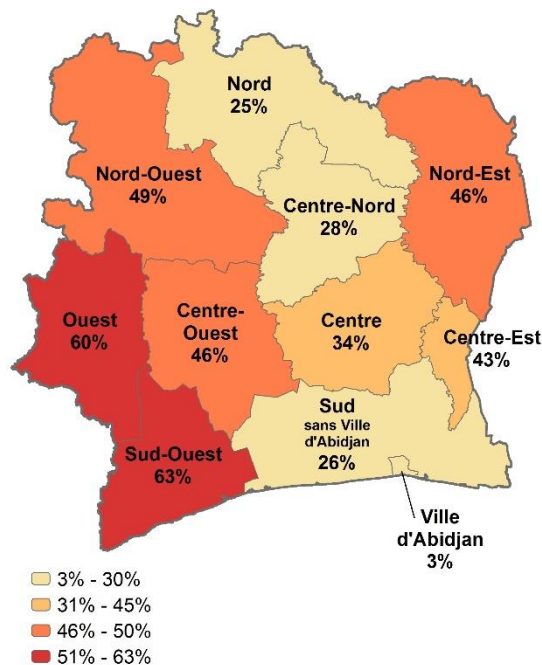 Nord
25%
Nord-Ouest
49%
Nord-Est
46%
Centre-Nord
28%
Ouest
60%
Centre-
Ouest
46%
Centre
34%
Centre-Est
43%
Sud
sans Ville
d'Abidjan
26%
Sud-Ouest
63%
Ville
d'Abidjan
3%
3% - 30%
31% - 45%
46% - 50%
51% - 63%